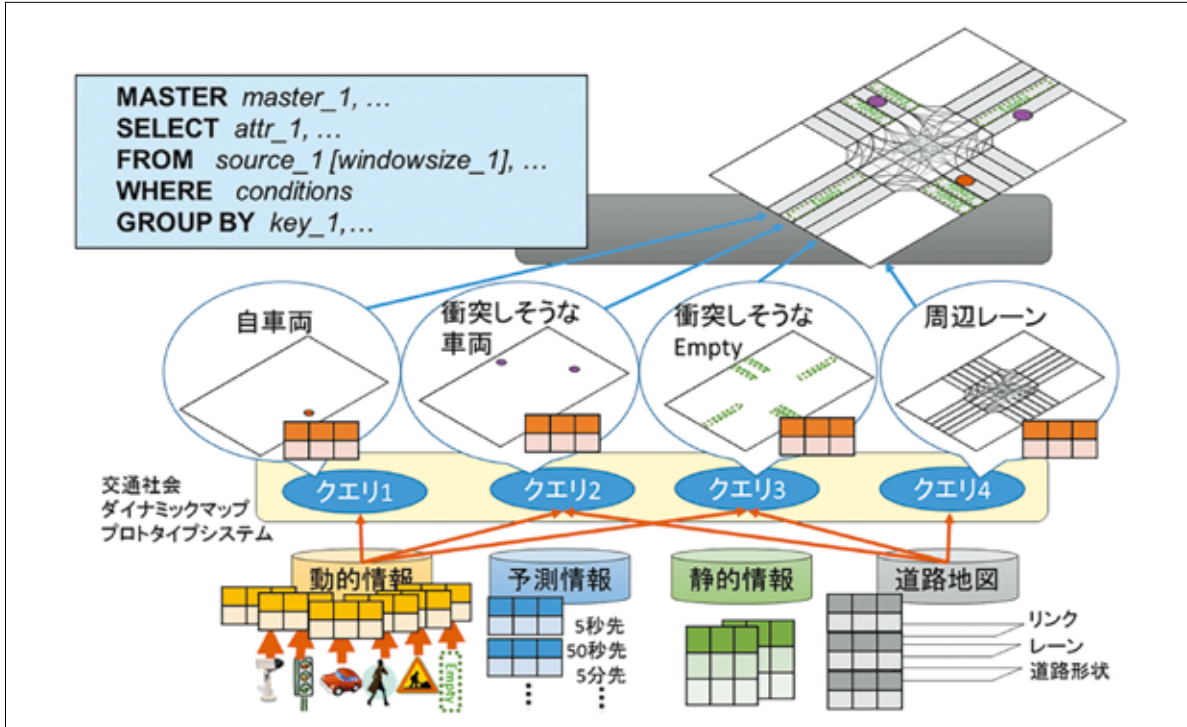 MASTER master_1, …
SELECT attr_1, …
FROM source_1 [windowsize_1], …
WHERE conditions
GROUP BY key_1,…
自車両
衝突しそうな
車両
衝突しそうな
Empty
周辺レーン
交通社会
ダイナミックマップ
プロトタイプシステム
クエリ1
クエリ2
クエリ3
クエリ4
動的情報
予測情報
静的情報
道路地図
5秒先
50秒先
5分先
リンク
レーン
道路形状
Empty